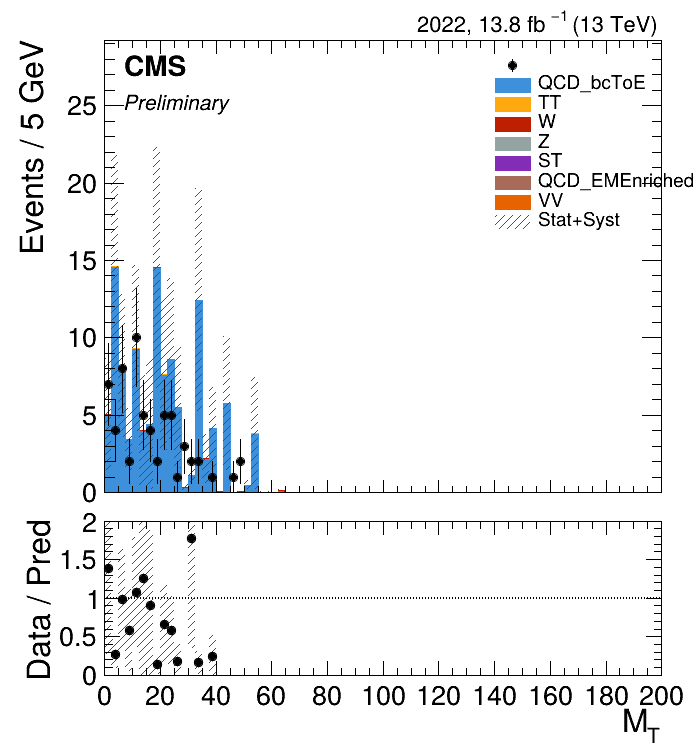 2022, 13.8 fb⁻¹ (13 TeV)
CMS
Preliminary
Events / 5 GeV
25
20
15
10
5
0
QCD_bcToE
TT
W
Z
ST
QCD_EMEnriched
VV
Stat+Syst
Data / Pred
2
1.5
1
0.5
0
0 20 40 60 80 100 120 140 160 180 200
M_T